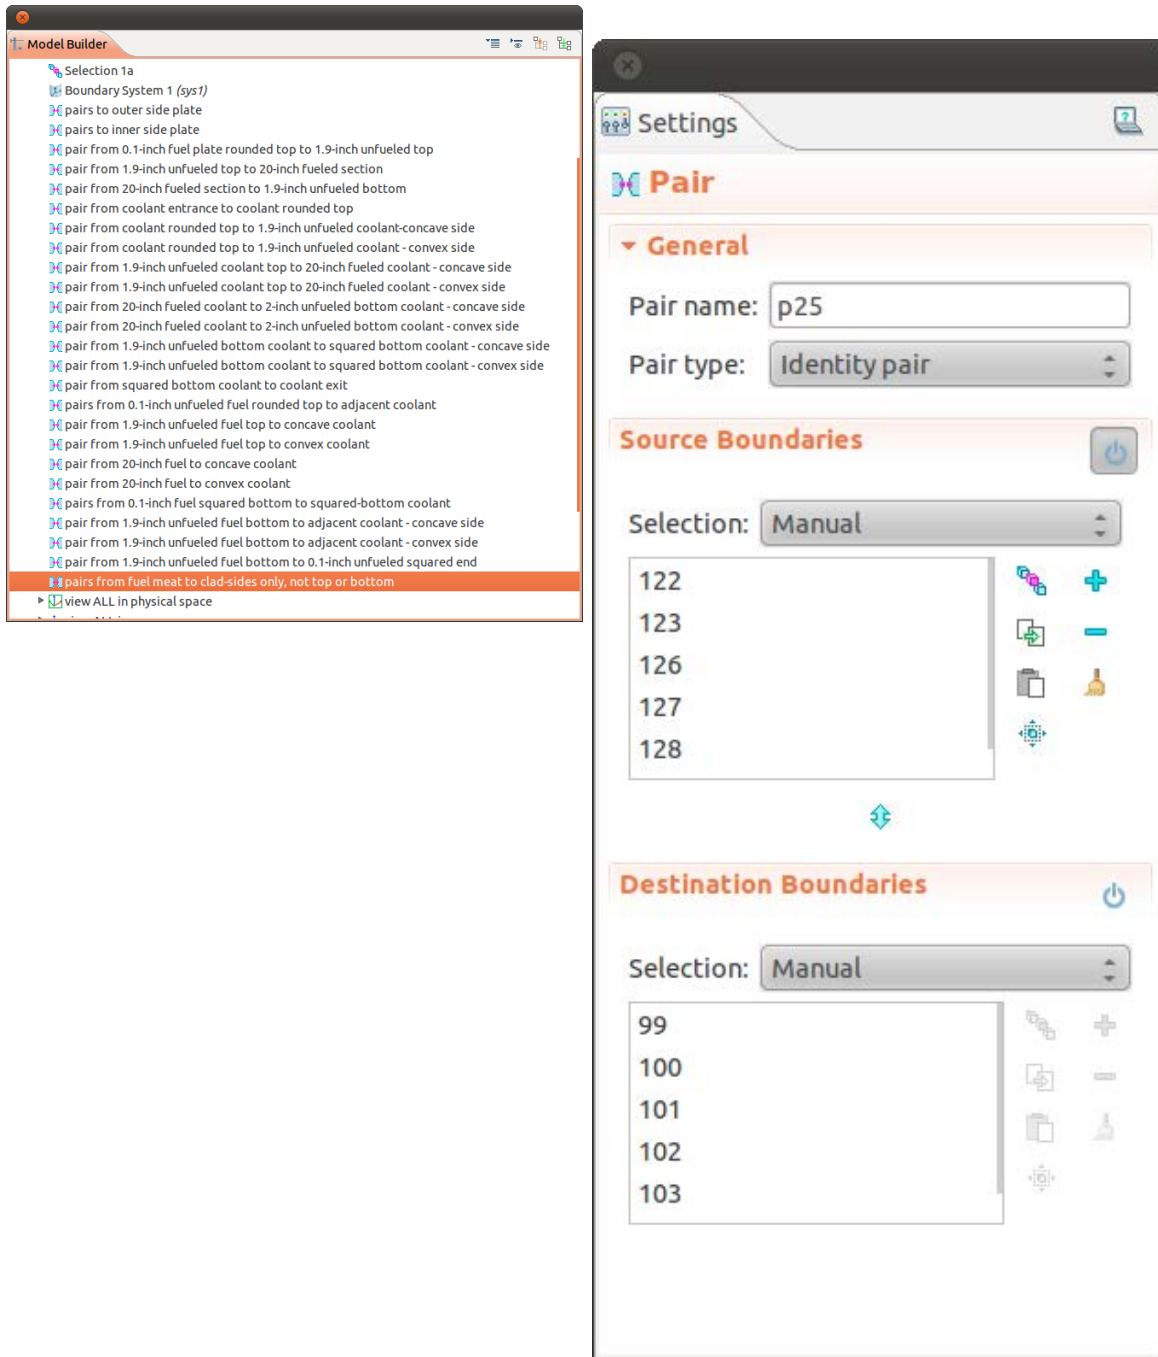 Model Builder
Selection 1a
Boundary System 1 (sys1)
pairs to outer side plate
pairs to inner side plate
pair from 0.1-inch fuel plate rounded top to 1.9-inch unfueled top
pair from 1.9-inch unfueled top to 20-inch fueled section
pair from 20-inch fueled section to 1.9-inch unfueled bottom
pair from coolant entrance to coolant rounded top
pair from coolant rounded top to 1.9-inch unfueled coolant-concave side
pair from coolant rounded top to 1.9-inch unfueled coolant - convex side
pair from 1.9-inch unfueled coolant top to 20-inch fueled coolant - concave side
pair from 1.9-inch unfueled coolant top to 20-inch fueled coolant - convex side
pair from 20-inch fueled coolant to 2-inch unfueled bottom coolant - concave side
pair from 20-inch fueled coolant to 2-inch unfueled bottom coolant - convex side
pair from 1.9-inch unfueled bottom coolant to squared bottom coolant - concave side
pair from 1.9-inch unfueled bottom coolant to squared bottom coolant - convex side
pair from squared bottom coolant to coolant exit
pairs from 0.1-inch unfueled fuel rounded top to adjacent coolant
pair from 1.9-inch unfueled fuel top to concave coolant
pair from 1.9-inch unfueled fuel top to convex coolant
pair from 20-inch fuel to concave coolant
pair from 20-inch fuel to convex coolant
pairs from 0.1-inch fuel squared bottom to squared-bottom coolant
pair from 1.9-inch unfueled fuel bottom to adjacent coolant - concave side
pair from 1.9-inch unfueled fuel bottom to adjacent coolant - convex side
pair from 1.9-inch unfueled fuel bottom to 0.1-inch unfueled squared end
pairs from fuel meat to clad-sides only, not top or bottom
view ALL in physical space
Settings
Pair
General
Pair name: p25
Pair type: Identity pair
Source Boundaries
Selection: Manual
122
123
126
127
128
Destination Boundaries
Selection: Manual
99
100
101
102
103